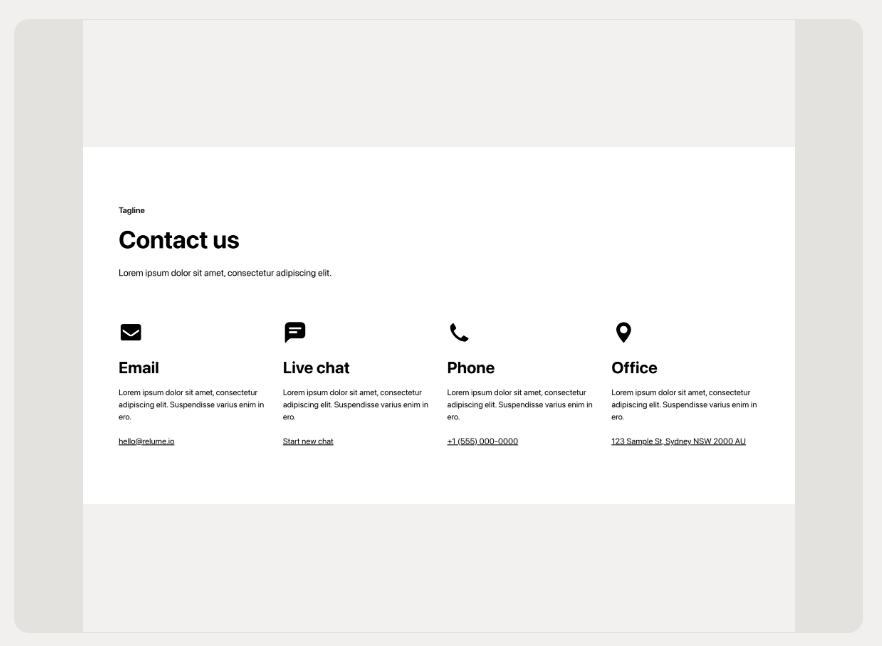 Tagline
Contact us
Lorem ipsum dolor sit amet, consectetur adipiscing elit.
Email
Lorem ipsum dolor sit amet, consectetur
adipiscing elit. Suspendisse varius enim in
ero.
hello@relume.io
Live chat
Lorem ipsum dolor sit amet, consectetur
adipiscing elit. Suspendisse varius enim in
ero.
Start new chat
Phone
Lorem ipsum dolor sit amet, consectetur
adipiscing elit. Suspendisse varius enim in
ero.
+1 (555) 000-0000
Office
Lorem ipsum dolor sit amet, consectetur
adipiscing elit. Suspendisse varius enim in
ero.
123 Sample St, Sydney NSW 2000 AU